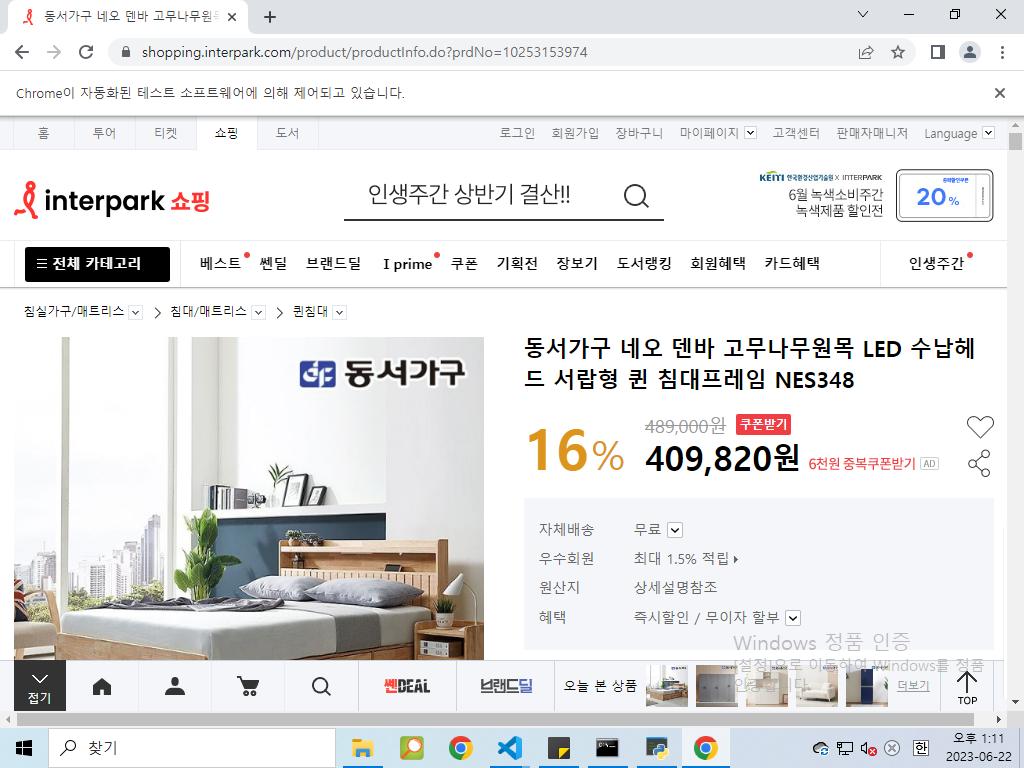 동서가구 네오 덴바 고무나무원목
shopping.interpark.com/product/productInfo.do?prdNo=10253153974
Chrome이 자동화된 테스트 소프트웨어에 의해 제어되고 있습니다.
홈 투어 티켓 쇼핑 도서 로그인 회원가입 장바구니 마이페이지 고객센터 판매자매니저 Language
interpark 쇼핑
인생주간 상반기 결산!!
KEITI 한국환경산업기술원 X INTERPARK
6월 녹색소비주간
녹색제품 할인전
20%
전체 카테고리 베스트 쎈딜 브랜드딜 I prime 쿠폰 기획전 장보기 도서랭킹 회원혜택 카드혜택 인생주간
침실가구/매트리스 침대/매트리스 퀸침대
동서가구
동서가구 네오 덴바 고무나무원목 LED 수납헤
드 서랍형 퀸 침대프레임 NES348
16%
489,000원 쿠폰받기
409,820원 6천원 중복쿠폰받기 AD
자체배송 무료
우수회원 최대 1.5% 적립
원산지 상세설명참조
혜택 즉시할인 / 무이자 할부
Windows 정품 인증
[설정]으로 이동하여 Windows를 정품
인증합니다.
접기 쎈DEAL 브랜드딜 오늘 본 상품 더보기 TOP
찾기
한
오후 1:11
2023-06-22